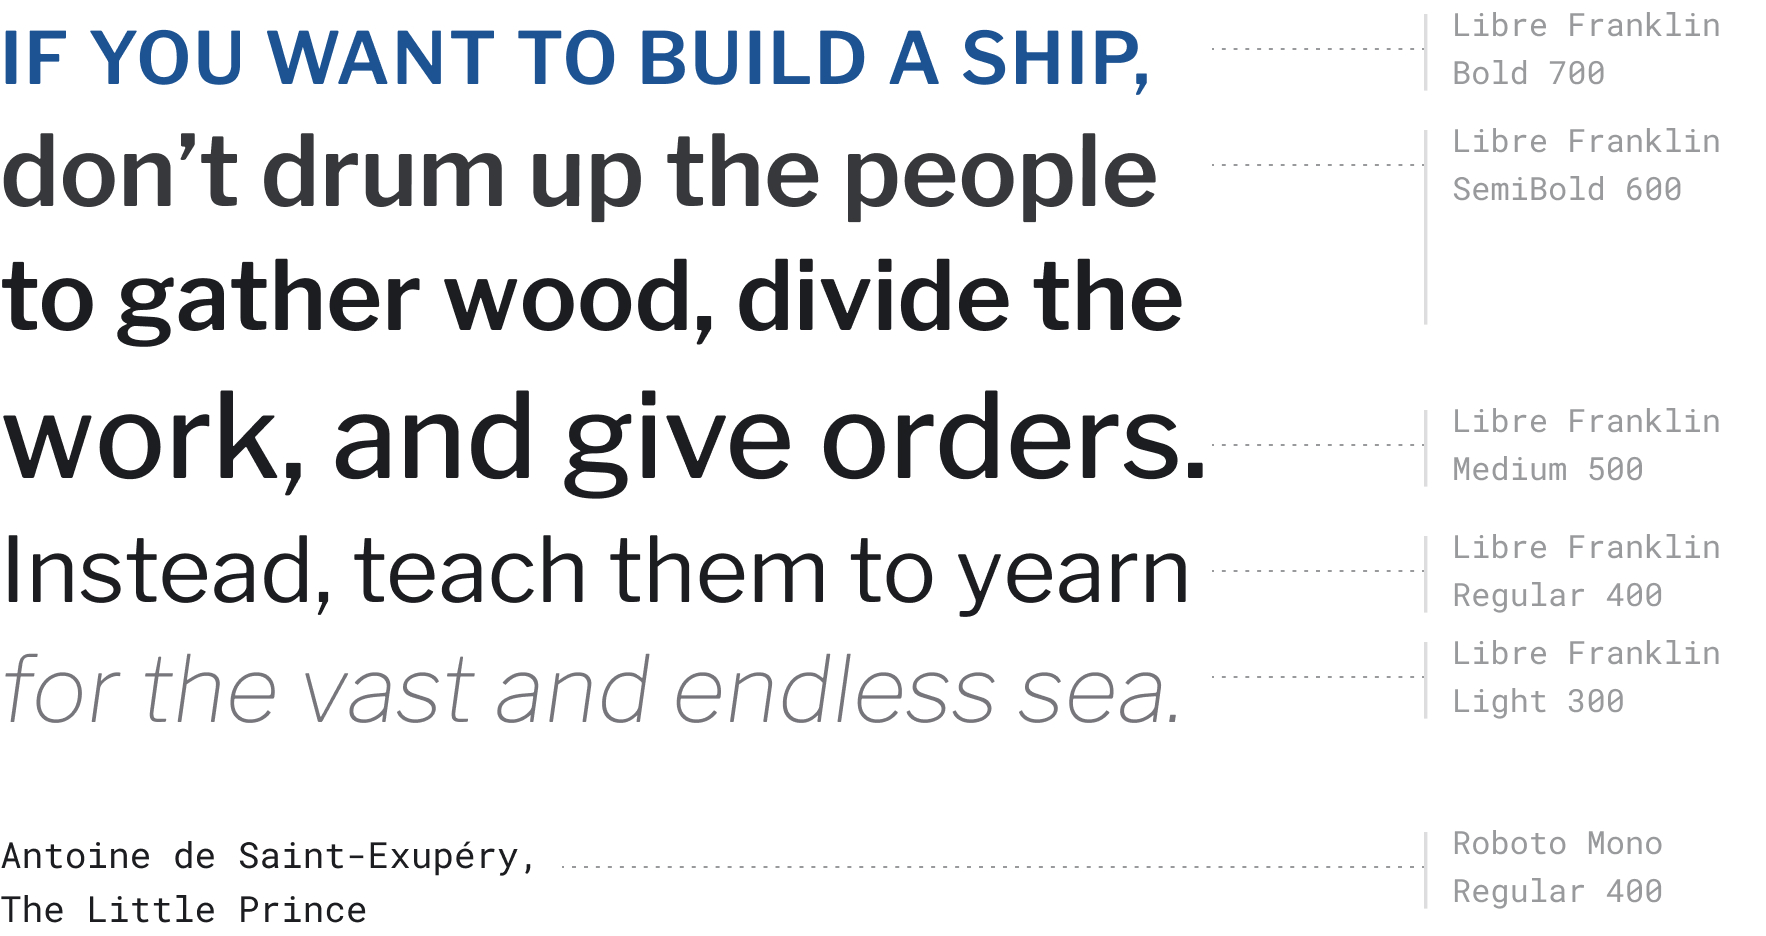 IF YOU WANT TO BUILD A SHIP,
Libre Franklin
Bold 700
don’t drum up the people
Libre Franklin
SemiBold 600
to gather wood, divide the
work, and give orders.
Libre Franklin
Medium 500
Instead, teach them to yearn
Libre Franklin
Regular 400
for the vast and endless sea.
Libre Franklin
Light 300
Antoine de Saint-Exupéry,
The Little Prince
Roboto Mono
Regular 400